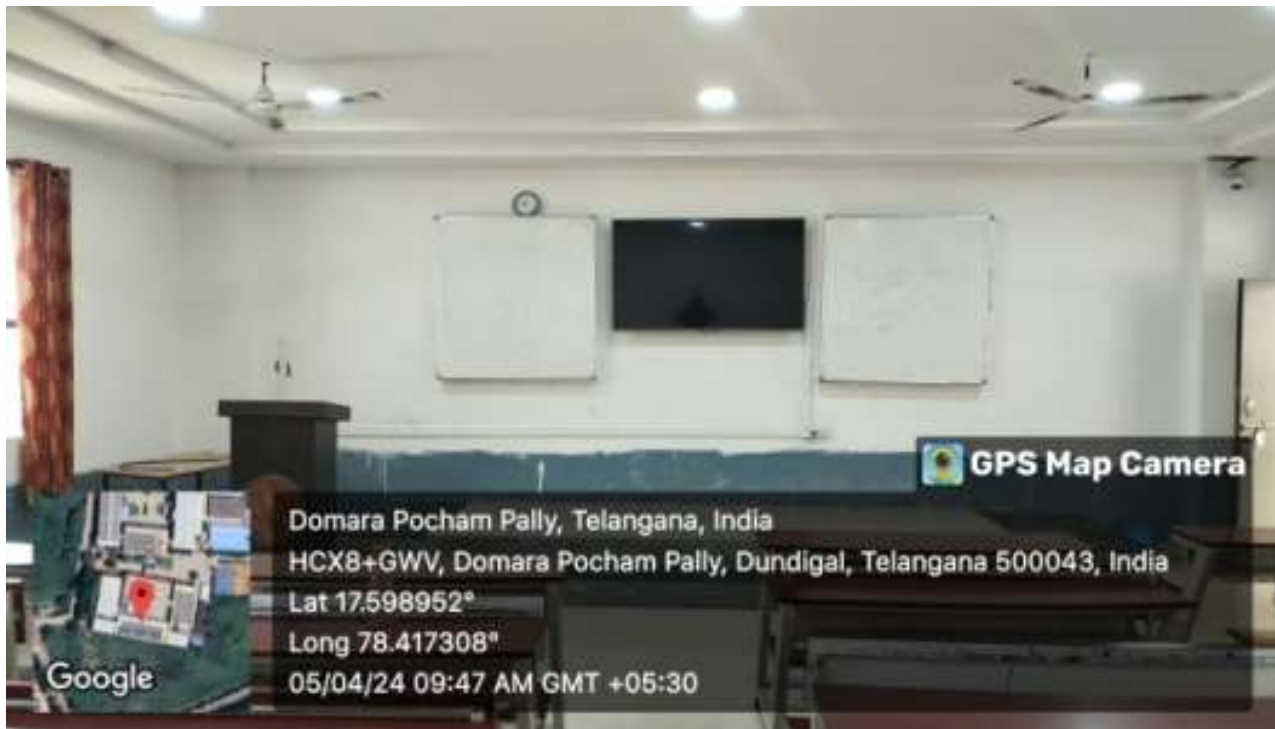 GPS Map Camera
Domara Pocham Pally, Telangana, India
HCX8+GWV, Domara Pocham Pally, Dundigal, Telangana 500043, India
Lat 17.598952°
Long 78.417308°
05/04/24 09:47 AM GMT +05:30
Google